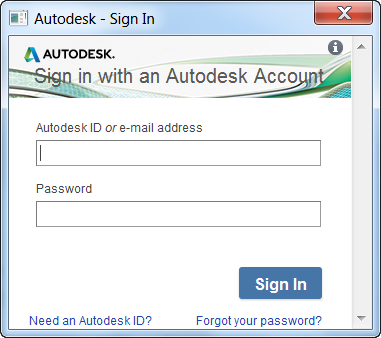 Autodesk - Sign In
AUTODESK.
Sign in with an Autodesk Account
Autodesk ID or e-mail address
Password
Sign In
Need an Autodesk ID? Forgot your password?